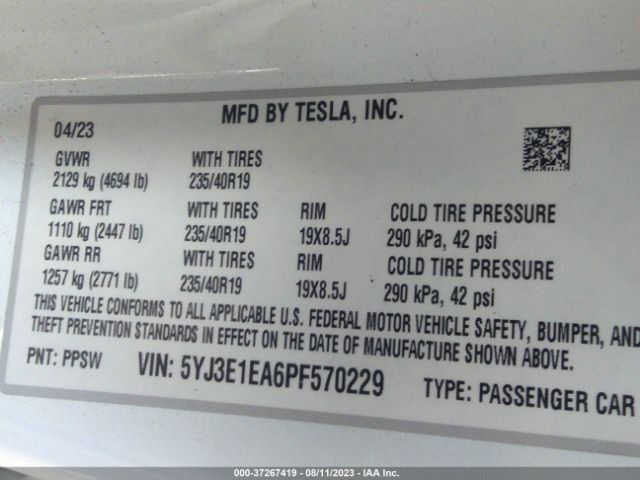 MFD BY TESLA, INC.
04/23
GVWR WITH TIRES
2129 kg (4694 lb) 235/40R19
GAWR FRT WITH TIRES RIM COLD TIRE PRESSURE
1110 kg (2447 lb) 235/40R19 19X8.5J 290 kPa, 42 psi
GAWR RR WITH TIRES RIM COLD TIRE PRESSURE
1257 kg (2771 lb) 235/40R19 19X8.5J 290 kPa, 42 psi
THIS VEHICLE CONFORMS TO ALL APPLICABLE U.S. FEDERAL MOTOR VEHICLE SAFETY, BUMPER, AND
THEFT PREVENTION STANDARDS IN EFFECT ON THE DATE OF MANUFACTURE SHOWN ABOVE.
PNT: PPSW VIN: 5YJ3E1EA6PF570229 TYPE: PASSENGER CAR
000-37267419 - 08/11/2023 - IAA Inc.